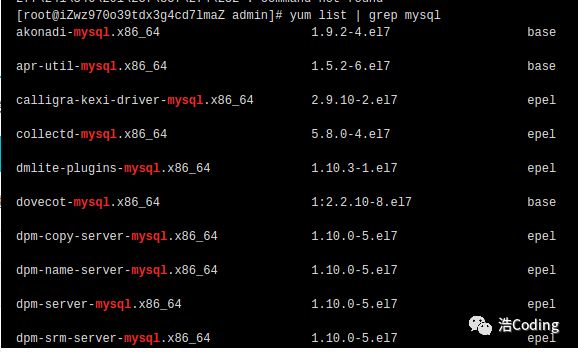 [root@iZwz970o39tdx3g4cd7lmaZ admin]# yum list | grep mysql
akonadi-mysql.x86_64 1.9.2-4.el7 base
apr-util-mysql.x86_64 1.5.2-6.el7 base
calligra-kexi-driver-mysql.x86_64 2.9.10-2.el7 epel
collectd-mysql.x86_64 5.8.0-4.el7 epel
dmlite-plugins-mysql.x86_64 1.10.3-1.el7 epel
dovecot-mysql.x86_64 1:2.2.10-8.el7 base
dpm-copy-server-mysql.x86_64 1.10.0-5.el7 epel
dpm-name-server-mysql.x86_64 1.10.0-5.el7 epel
dpm-server-mysql.x86_64 1.10.0-5.el7 epel
dpm-srm-server-mysql.x86_64 1.10.0-5.el7 epel
浩Coding